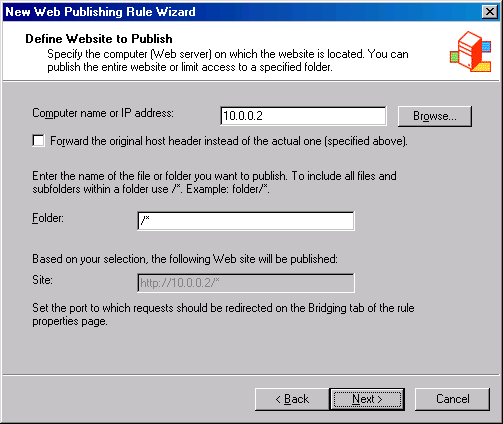 New Web Publishing Rule Wizard
Define Website to Publish
Specify the computer (Web server) on which the website is located. You can
publish the entire website or limit access to a specified folder.
Computer name or IP address:
10.0.0.2
Browse...
Forward the original host header instead of the actual one (specified above).
Enter the name of the file or folder you want to publish. To include all files and
subfolders within a folder use /*. Example: folder/*.
Folder:
/*
Based on your selection, the following Web site will be published:
Site:
http://10.0.0.2/*
Set the port to which requests should be redirected on the Bridging tab of the rule
properties page.
< Back
Next >
Cancel